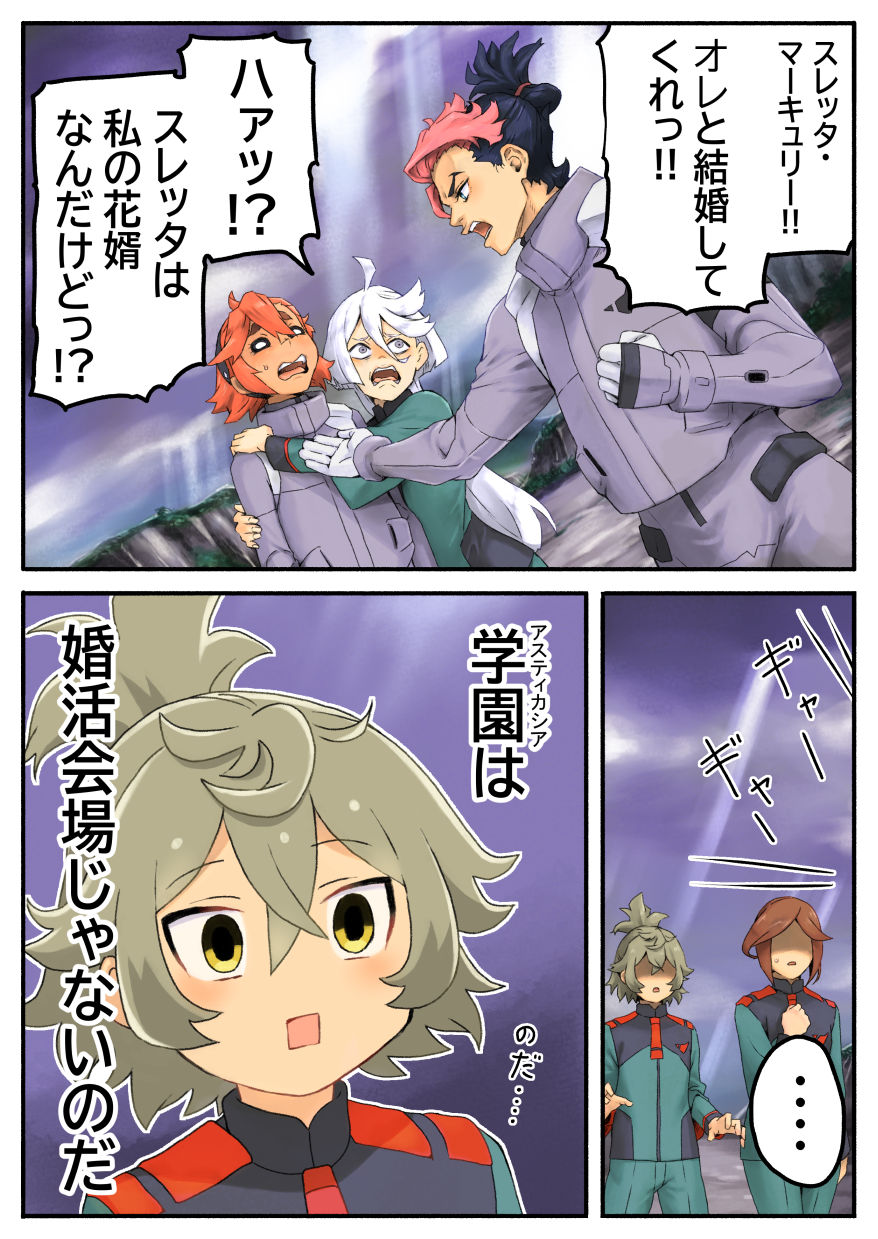 スレッタ・
マーキュリー!!
オレと結婚して
くれっ!!
ハァッ!?
スレッタは
私の花婿
なんだけどっ!?
ギャー
ギャー
・・・・
アスティカシア
学園は
婚活会場じゃないのだ
のだ・・・・